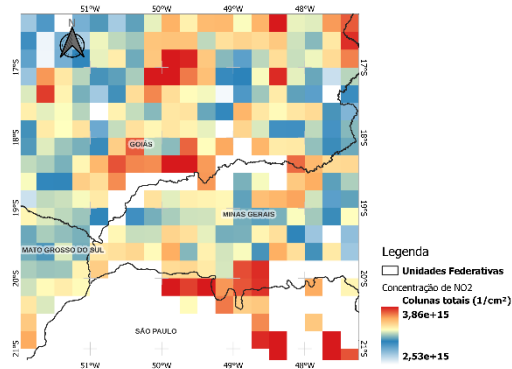 51°W 50°W 49°W 48°W
N
17°S 17°S
18°S 18°S
GOIÁS
19°S 19°S
MINAS GERAIS
MATO GROSSO DO SUL
20°S 20°S
SÃO PAULO
21°S 21°S
51°W 50°W 49°W 48°W
Legenda
Unidades Federativas
Concentração de NO2
Colunas totais (1/cm²)
3,86e+15
2,53e+15